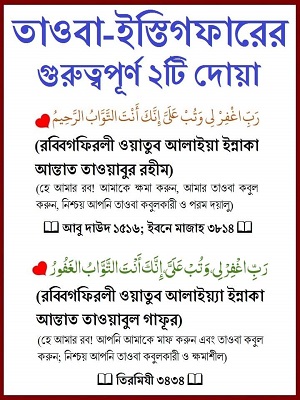 তাওবা-ইস্তিগফারের
গুরুত্বপূর্ণ ২টি দোয়া
رَبِّ اغْفِرْ لِي وَتُبْ عَلَيَّ إِنَّكَ أَنْتَ التَّوَّابُ الرَّحِيمُ
(রব্বিগফিরলী ওয়াতুব আলাইয়া ইন্নাকা
আন্তাত তাওয়াবুর রহীম)
(হে আমার রব! আমাকে ক্ষমা করুন, আমার তাওবা কবুল
করুন, নিশ্চয় আপনি তাওবা কবুলকারী ও পরম দয়ালু)
আবু দাউদ ১৫১৬; ইবনে মাজাহ ৩৮১৪
رَبِّ اغْفِرْ لِي وَتُبْ عَلَيَّ إِنَّكَ أَنْتَ التَّوَّابُ الْغَفُورُ
(রব্বিগফিরলী ওয়াতুব আলাইয়্যা ইন্নাকা
আন্তাত তাওয়াবুল গাফূর)
(হে আমার রব! আপনি আমাকে মাফ করুন এবং তাওবা কবুল
করুন; নিশ্চয় আপনি তাওবা কবুলকারী ও ক্ষমাশীল)
তিরমিযী ৩৪৩৪